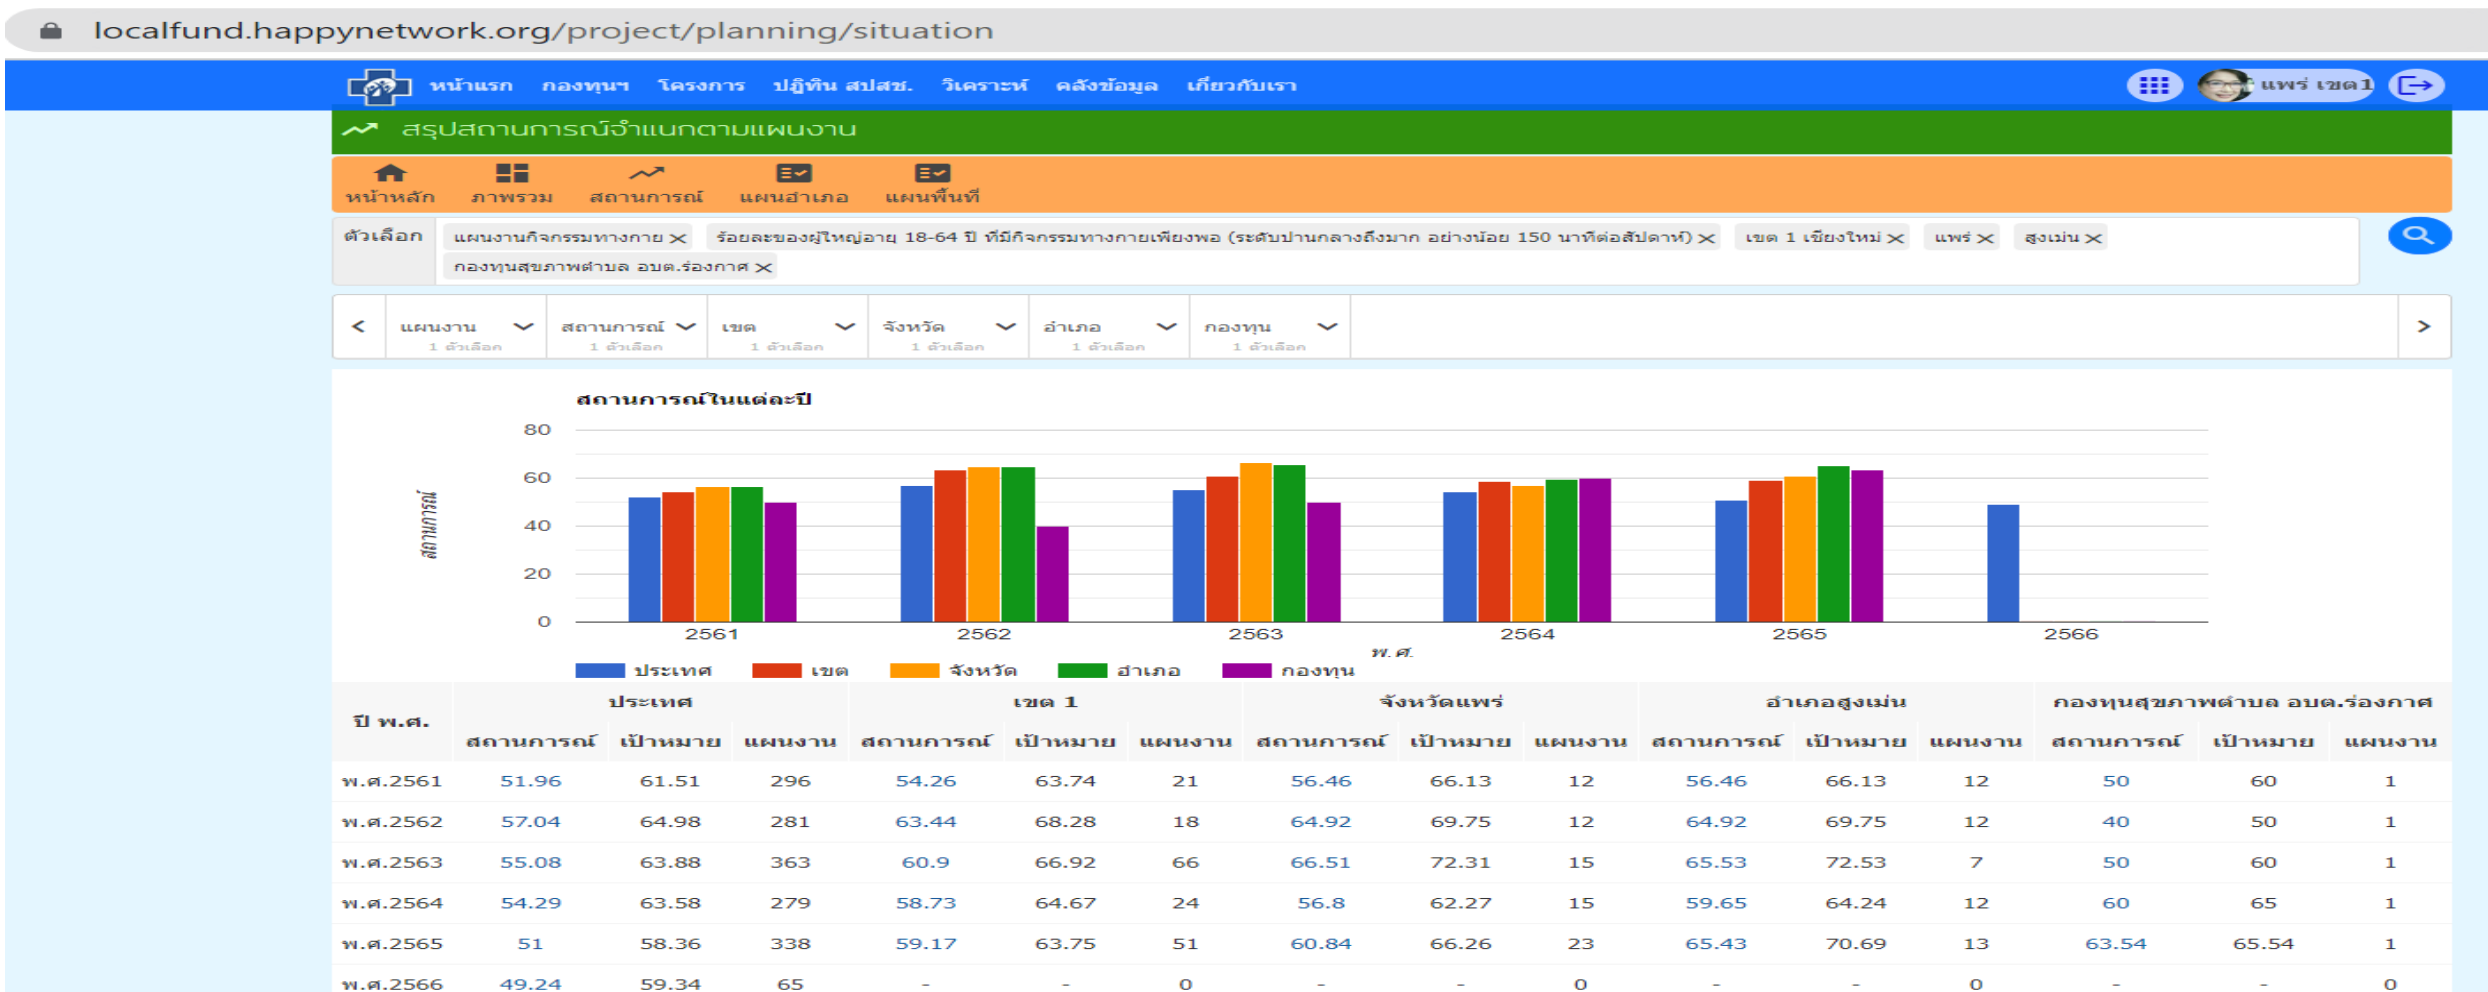 localfund.happynetwork.org/project/planning/situation
หน้าแรก กองทุนฯ โครงการ ปฏิทิน สปสช. วิเคราะห์ คลังข้อมูล เกี่ยวกับเรา แพร่ เขต1
สรุปสถานการณ์จำแนกตามแผนงาน
หน้าหลัก ภาพรวม สถานการณ์ แผนอำเภอ แผนพื้นที่
ตัวเลือก แผนงานกิจกรรมทางกาย ร้อยละของผู้ใหญ่อายุ 18-64 ปี ที่มีกิจกรรมทางกายเพียงพอ (ระดับปานกลางถึงมาก อย่างน้อย 150 นาทีต่อสัปดาห์) เขต 1 เชียงใหม่ แพร่ สูงเม่น
กองทุนสุขภาพตำบล อบต.ร่องกาศ
แผนงาน สถานการณ์ เขต จังหวัด อำเภอ กองทุน
1 ตัวเลือก 1 ตัวเลือก 1 ตัวเลือก 1 ตัวเลือก 1 ตัวเลือก 1 ตัวเลือก
สถานการณ์ในแต่ละปี
80
60
40
20
0
สถานการณ์
2561 2562 2563 2564 2565 2566
พ.ศ.
ประเทศ เขต จังหวัด อำเภอ กองทุน
ปี พ.ศ. ประเทศ เขต 1 จังหวัดแพร่ อำเภอสูงเม่น กองทุนสุขภาพตำบล อบต.ร่องกาศ
สถานการณ์ เป้าหมาย แผนงาน สถานการณ์ เป้าหมาย แผนงาน สถานการณ์ เป้าหมาย แผนงาน สถานการณ์ เป้าหมาย แผนงาน สถานการณ์ เป้าหมาย แผนงาน
พ.ศ.2561 51.96 61.51 296 54.26 63.74 21 56.46 66.13 12 56.46 66.13 12 50 60 1
พ.ศ.2562 57.04 64.98 281 63.44 68.28 18 64.92 69.75 12 64.92 69.75 12 40 50 1
พ.ศ.2563 55.08 63.88 363 60.9 66.92 66 66.51 72.31 15 65.53 72.53 7 50 60 1
พ.ศ.2564 54.29 63.58 279 58.73 64.67 24 56.8 62.27 15 59.65 64.24 12 60 65 1
พ.ศ.2565 51 58.36 338 59.17 63.75 51 60.84 66.26 23 65.43 70.69 13 63.54 65.54 1
พ.ศ.2566 49.24 59.34 65 - - 0 - - 0 - - 0 - - 0